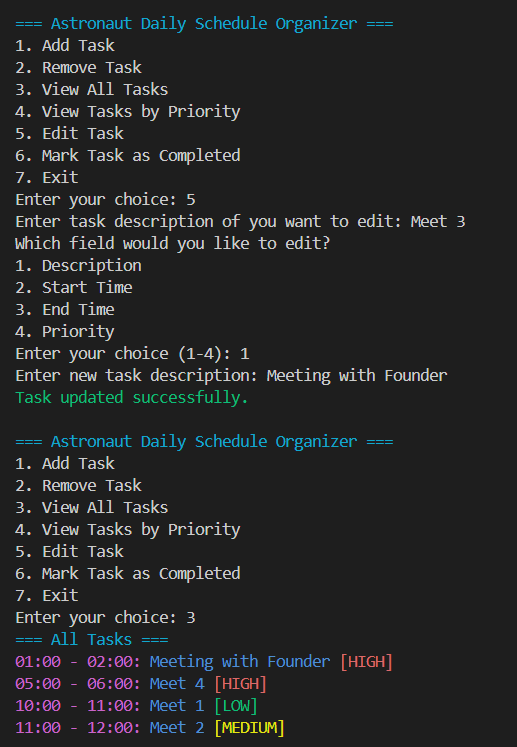 === Astronaut Daily Schedule Organizer ===
1. Add Task
2. Remove Task
3. View All Tasks
4. View Tasks by Priority
5. Edit Task
6. Mark Task as Completed
7. Exit
Enter your choice: 5
Enter task description of you want to edit: Meet 3
Which field would you like to edit?
1. Description
2. Start Time
3. End Time
4. Priority
Enter your choice (1-4): 1
Enter new task description: Meeting with Founder
Task updated successfully.
=== Astronaut Daily Schedule Organizer ===
1. Add Task
2. Remove Task
3. View All Tasks
4. View Tasks by Priority
5. Edit Task
6. Mark Task as Completed
7. Exit
Enter your choice: 3
=== All Tasks ===
01:00 - 02:00: Meeting with Founder [HIGH]
05:00 - 06:00: Meet 4 [HIGH]
10:00 - 11:00: Meet 1 [LOW]
11:00 - 12:00: Meet 2 [MEDIUM]